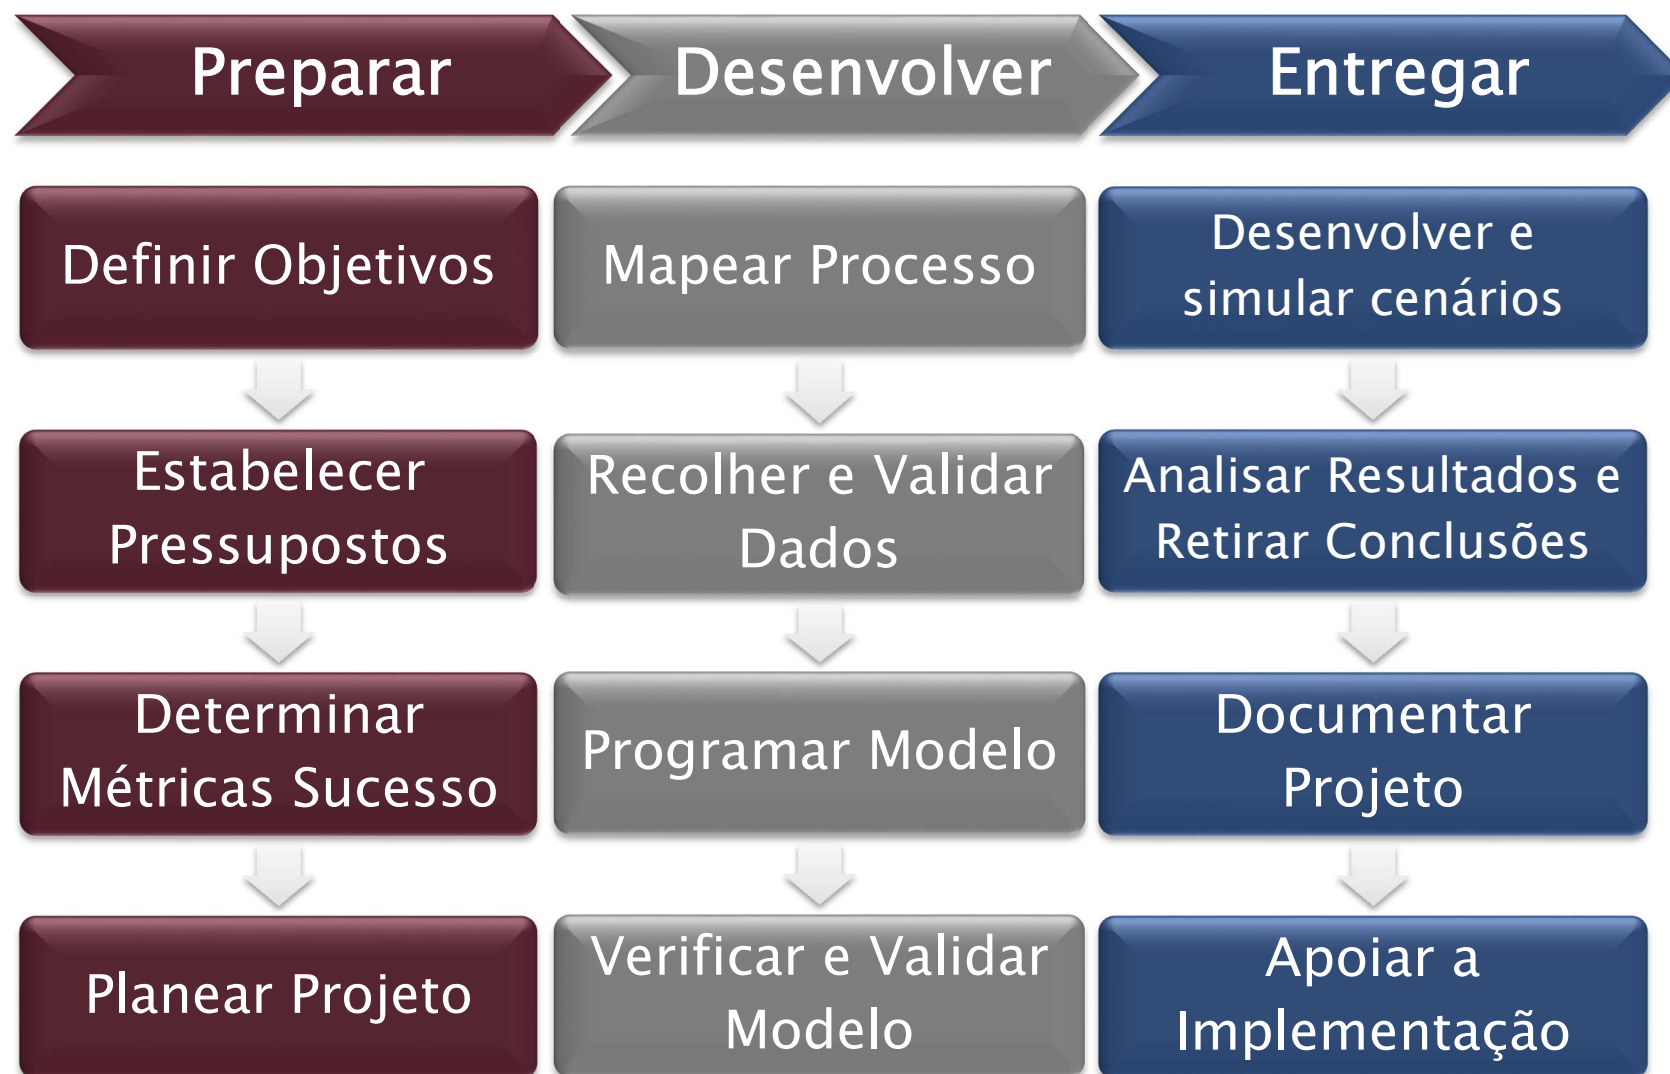 Preparar
Desenvolver
Entregar
Definir Objetivos
Estabelecer
Pressupostos
Determinar
Métricas Sucesso
Planear Projeto
Mapear Processo
Recolher e Validar
Dados
Programar Modelo
Verificar e Validar
Modelo
Desenvolver e
simular cenários
Analisar Resultados e
Retirar Conclusões
Documentar
Projeto
Apoiar a
Implementação